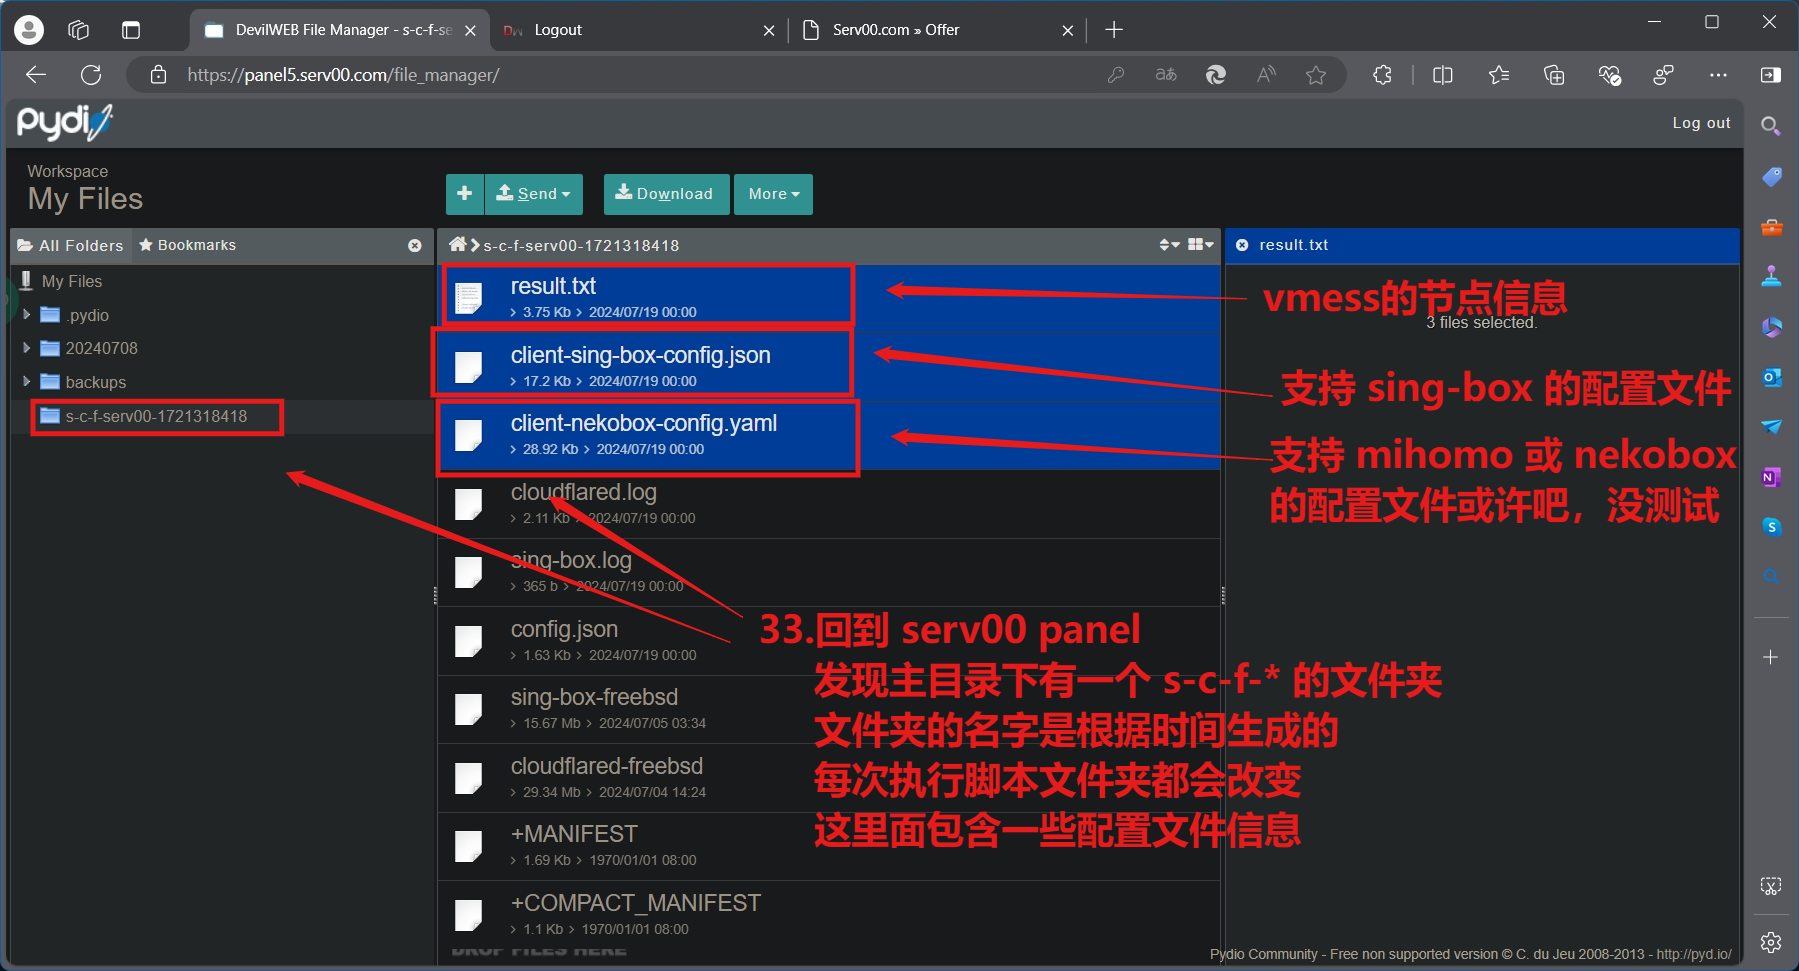 DevilWEB File Manager - s-c-f-se
Logout
Serv00.com » Offer
https://panel5.serv00.com/file_manager/
pydio
Log out
Workspace
My Files
Send
Download
More
All Folders
Bookmarks
s-c-f-serv00-1721318418
result.txt
My Files
.pydio
20240708
backups
s-c-f-serv00-1721318418
result.txt
3.75 Kb > 2024/07/19 00:00
client-sing-box-config.json
17.2 Kb > 2024/07/19 00:00
client-nekobox-config.yaml
28.92 Kb > 2024/07/19 00:00
cloudflared.log
2.11 Kb > 2024/07/19 00:00
sing-box.log
365 b > 2024/07/19 00:00
config.json
1.63 Kb > 2024/07/19 00:00
sing-box-freebsd
15.67 Mb > 2024/07/05 03:34
cloudflared-freebsd
29.34 Mb > 2024/07/04 14:24
+MANIFEST
1.69 Kb > 1970/01/01 08:00
+COMPACT_MANIFEST
1.1 Kb > 1970/01/01 08:00
DROP FILES HERE
vmess的节点信息
3 files selected.
支持 sing-box 的配置文件
支持 mihomo 或 nekobox
的配置文件或许吧，没测试
33.回到 serv00 panel
发现主目录下有一个 s-c-f-* 的文件夹
文件夹的名字是根据时间生成的
每次执行脚本文件夹都会改变
这里面包含一些配置文件信息
Pydio Community - Free non supported version © C. du Jeu 2008-2013 - http://pyd.io/